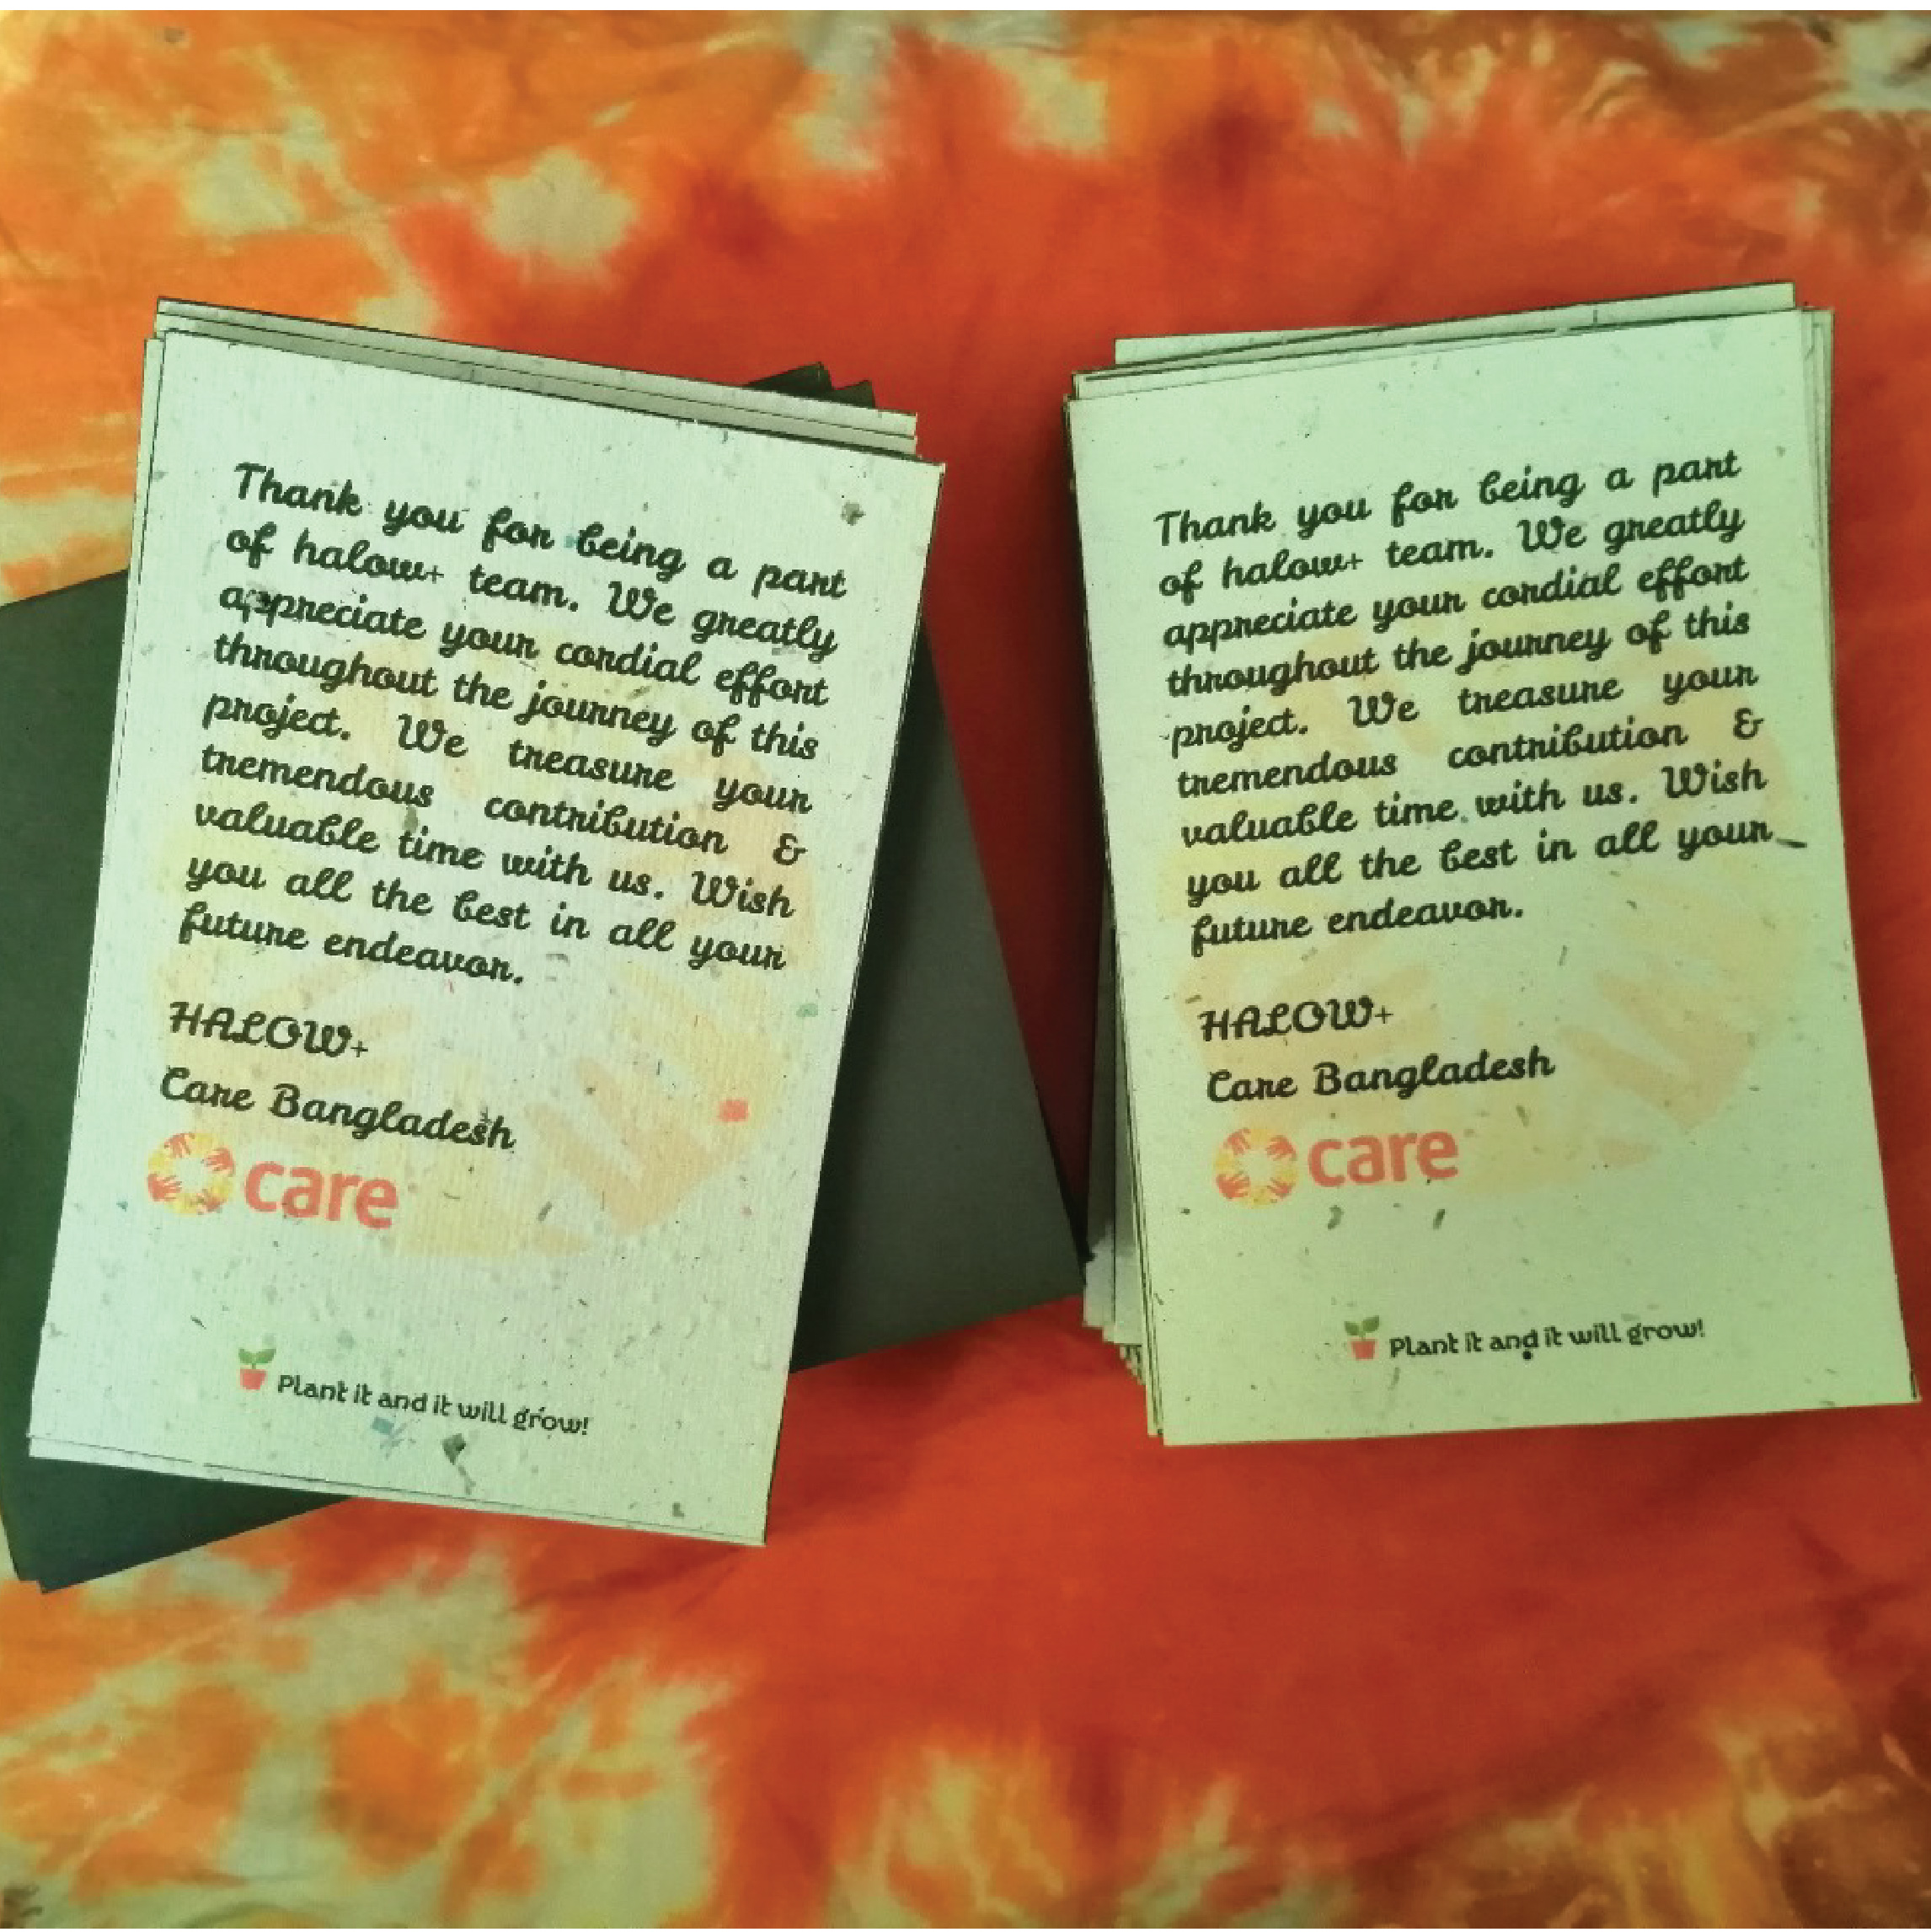 Thank you for being a part
of halow+ team. We greatly
appreciate your cordial effort
throughout the journey of this
project. We treasure your
tremendous contribution &
valuable time with us. Wish
you all the best in all your
future endeavor.
HALOW+
Care Bangladesh
care
Plant it and it will grow!
Thank you for being a part
of halow+ team. We greatly
appreciate your cordial effort
throughout the journey of this
project. We treasure your
tremendous contribution &
valuable time with us. Wish
you all the best in all your
future endeavor.
HALOW+
Care Bangladesh
care
Plant it and it will grow!